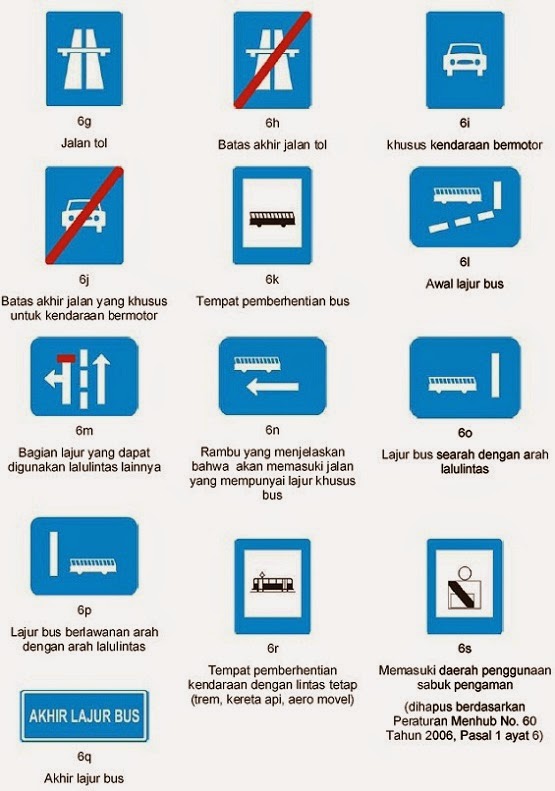 6g
Jalan tol
6h
Batas akhir jalan tol
6i
khusus kendaraan bermotor
6j
Batas akhir jalan yang khusus
untuk kendaraan bermotor
6k
Tempat pemberhentian bus
6l
Awal lajur bus
6m
Bagian lajur yang dapat
digunakan lalulintas lainnya
6n
Rambu yang menjelaskan
bahwa akan memasuki jalan
yang mempunyai lajur khusus
bus
6o
Lajur bus searah dengan arah
lalulintas
6p
Lajur bus berlawanan arah
dengan arah lalulintas
6r
Tempat pemberhentian
kendaraan dengan lintas tetap
(trem, kereta api, aero movel)
6s
Memasuki daerah penggunaan
sabuk pengaman
(dihapus berdasarkan
Peraturan Menhub No. 60
Tahun 2006, Pasal 1 ayat 6)
AKHIR LAJUR BUS
6q
Akhir lajur bus